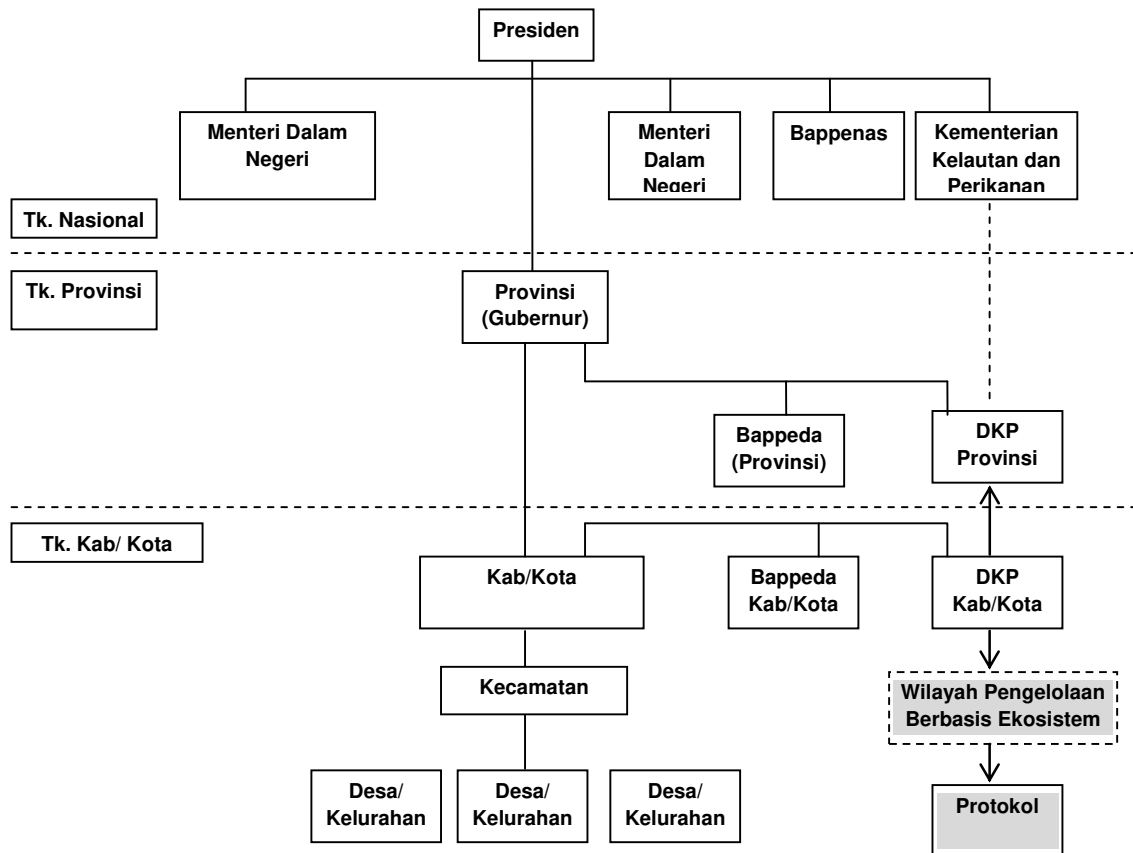 Presiden
Menteri Dalam
Negeri
Menteri
Dalam
Negeri
Bappenas
Kementerian
Kelautan dan
Perikanan
Tk. Nasional
Tk. Provinsi
Provinsi
(Gubernur)
Bappeda
(Provinsi)
DKP
Provinsi
Tk. Kab/ Kota
Kab/Kota
Bappeda
Kab/Kota
DKP
Kab/Kota
Kecamatan
Wilayah Pengelolaan
Berbasis Ekosistem
Desa/
Kelurahan
Desa/
Kelurahan
Desa/
Kelurahan
Protokol